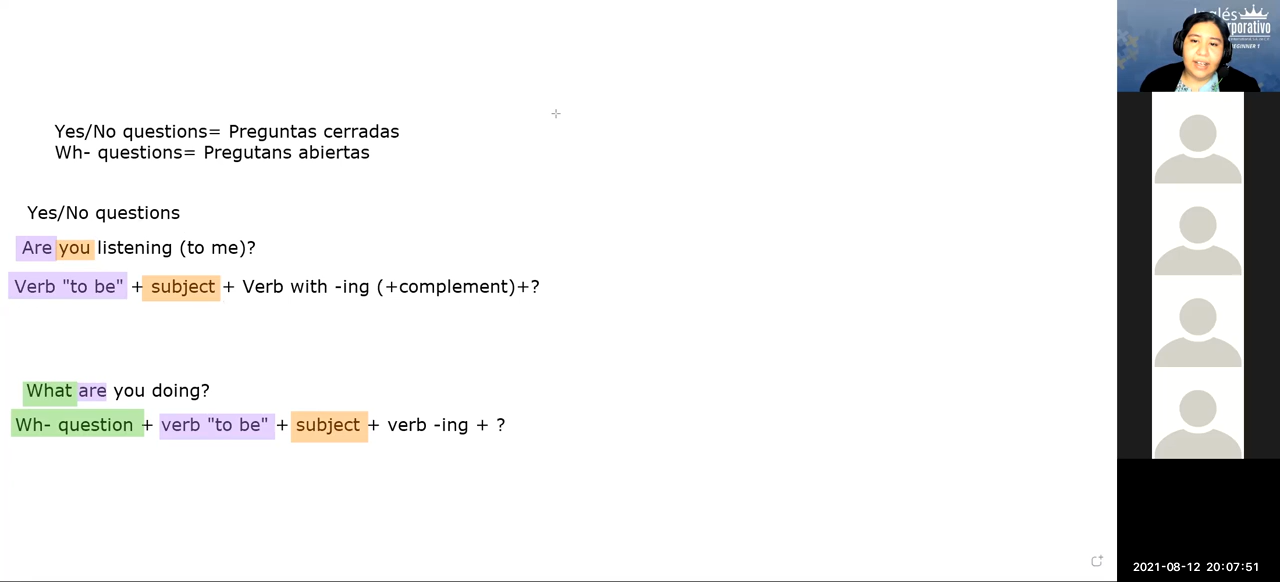 Yes/No questions= Preguntas cerradas
Wh- questions= Pregutans abiertas
Yes/No questions
Are you listening (to me)?
Verb "to be" + subject + Verb with -ing (+complement)+?
What are you doing?
Wh- question + verb "to be" + subject + verb -ing + ?
Inglés
2021-08-12 20:07:51